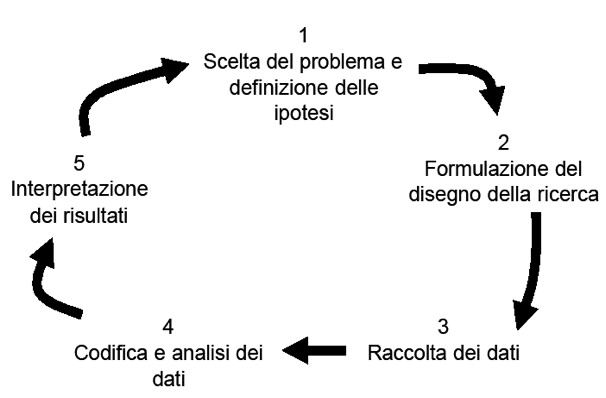 1
Scelta del problema e
definizione delle
ipotesi
2
Formulazione del
disegno della ricerca
3
Raccolta dei dati
4
Codifica e analisi dei
dati
5
Interpretazione
dei risultati